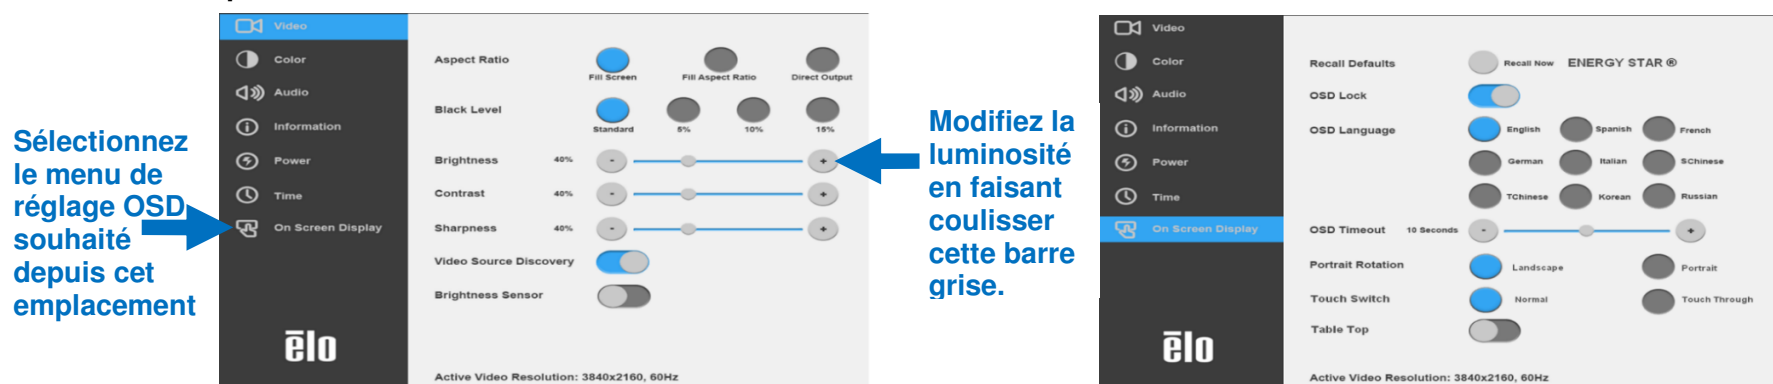 Sélectionnez
le menu de
réglage OSD
souhaité
depuis cet
emplacement
Video
Color
Audio
Information
Power
Time
On Screen Display
ēlo
Aspect Ratio
Fill Screen Fill Aspect Ratio Direct Output
Black Level
Standard 5% 10% 15%
Brightness 40% - +
Contrast 40% - +
Sharpness 40% - +
Video Source Discovery
Brightness Sensor
Active Video Resolution: 3840x2160, 60Hz
Modifiez la
luminosité
en faisant
coulisser
cette barre
grise.
Video
Color
Audio
Information
Power
Time
On Screen Display
ēlo
Recall Defaults Recall Now ENERGY STAR ®
OSD Lock
OSD Language English Spanish French
German Italian SChinese
TChinese Korean Russian
OSD Timeout 10 Seconds - +
Portrait Rotation Landscape Portrait
Touch Switch Normal Touch Through
Table Top
Active Video Resolution: 3840x2160, 60Hz